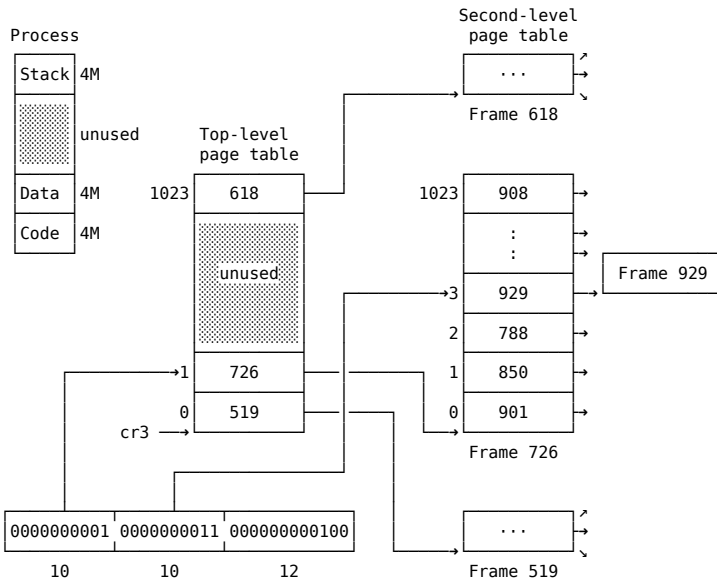 Second-level
page table
Process
Stack 4M
···
Frame 618
unused
Top-level
page table
Data 4M
1023 618
1023 908
Code 4M
:
:
unused
Frame 929
3 929
2 788
1 726
1 850
0 519
0 901
cr3
Frame 726
0000000001 0000000011 000000000100
···
10 10 12
Frame 519